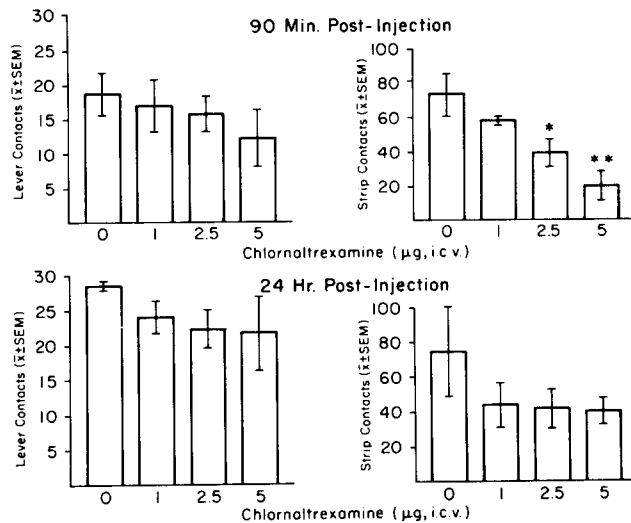 90 Min. Post-Injection
Lever Contacts (x̄±SEM)
30
25
20
15
10
5
0 1 2.5 5
Strip Contacts (x̄±SEM)
100
80
60
40
20
*
**
0 1 2.5 5
Chlornaltrexamine (μg, i.c.v.)
24 Hr. Post-Injection
Lever Contacts (x̄±SEM)
30
25
20
15
10
5
0 1 2.5 5
Strip Contacts (x̄±SEM)
100
80
60
40
20
0 1 2.5 5
Chlornaltrexamine (μg, i.c.v.)